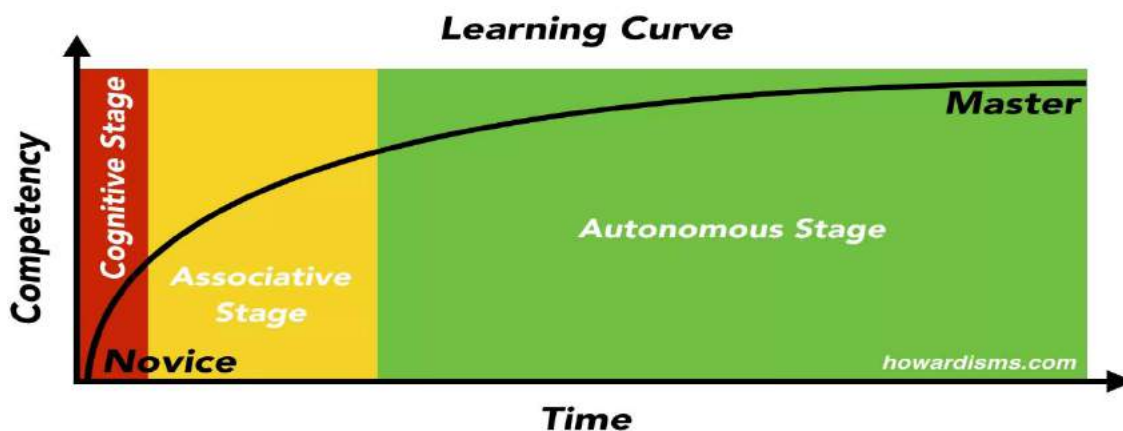 Learning Curve
Competency
Cognitive Stage
Master
Autonomous Stage
Associative
Stage
Novice
howardisms.com
Time